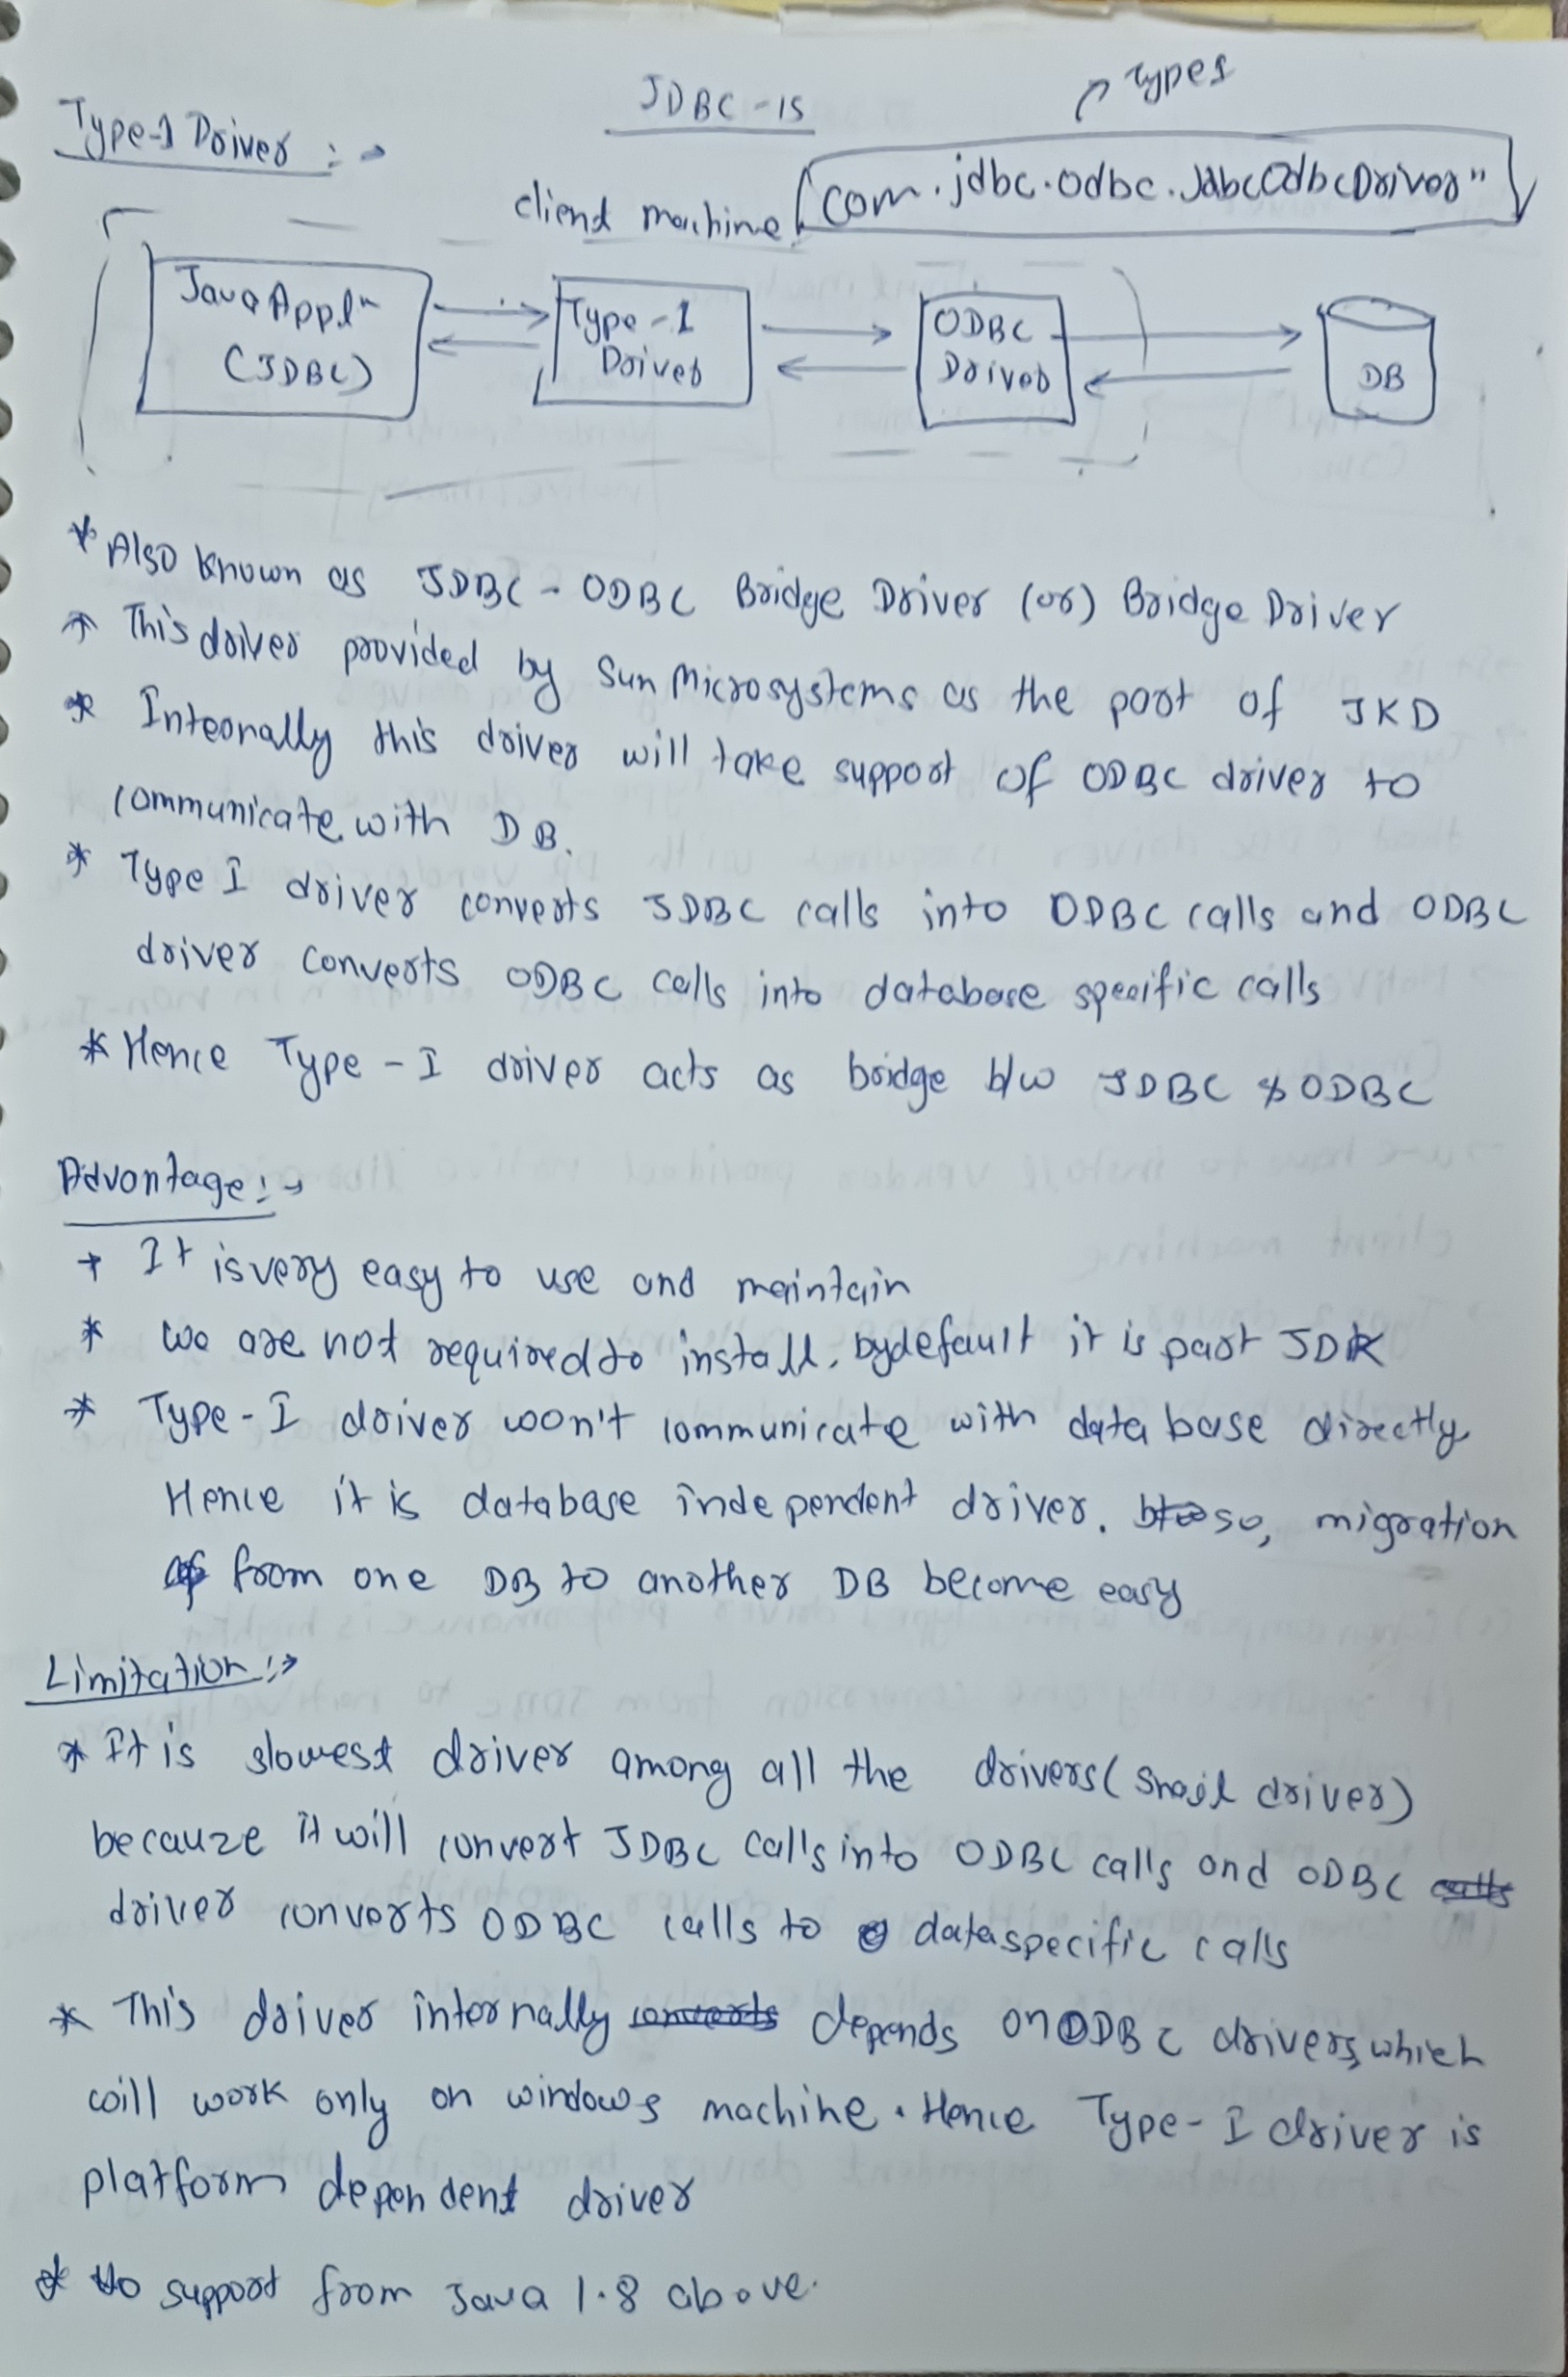 JDBC-15
Types
Type-1 Driver :→
client machine
com.jdbc.odbc.JdbcOdbcDriver"
Java Appln
(JDBC)
Type-1
Driver
ODBC
Driver
DB
* Also known as JDBC - ODBC Bridge Driver (or) Bridge Driver
* This driver provided by Sun Microsystems as the part of JKD
* Internally this driver will take support of ODBC driver to
communicate with DB.
* Type I driver converts JDBC calls into ODBC calls and ODBC
driver converts ODBC calls into database specific calls
* Hence Type - I driver acts as bridge b/w JDBC & ODBC
Advantage :→
* It is very easy to use and maintain
* we are not required to install, bydefault it is part JDK
* Type - I driver won't communicate with data base directly
Hence it is database independent driver. so, migration
from one DB to another DB become easy
Limitation :→
* It is slowest driver among all the drivers (snail driver)
becauze it will convert JDBC calls into ODBC calls and ODBC calls
driver converts ODBC calls to dataspecific calls
* This driver internally converts depends on ODBC drivers, which
will work only on windows machine. Hence Type - I driver is
platform dependent driver
* No support from Java 1.8 above.